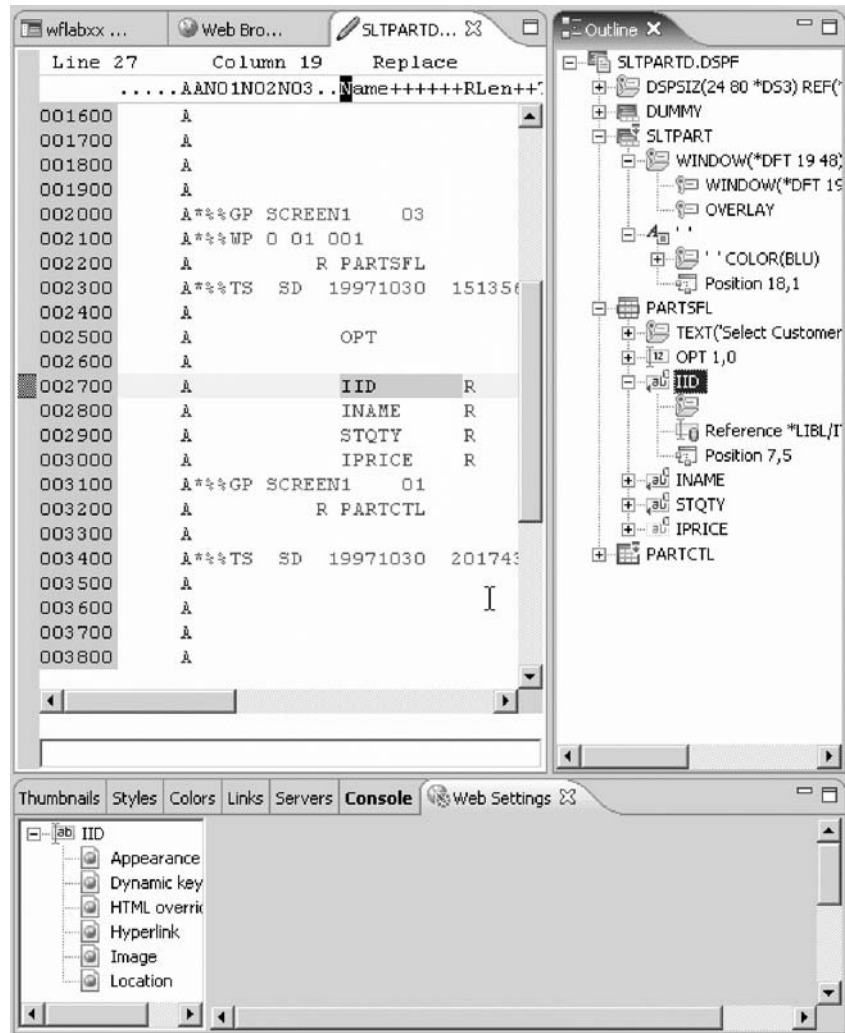 wflabxx ...
Web Bro...
SLTPARTD...
Line 27 Column 19 Replace
.....AAN01N02N03..Name++++++RLen++T
001600 A
001700 A
001800 A
001900 A
002000 A*%%GP SCREEN1 03
002100 A*%%WP 0 01 001
002200 A R PARTSFL
002300 A*%%TS SD 19971030 151356
002400 A
002500 A OPT
002600 A
002700 A IID R
002800 A INAME R
002900 A STQTY R
003000 A IPRICE R
003100 A*%%GP SCREEN1 01
003200 A R PARTCTL
003300 A
003400 A*%%TS SD 19971030 201743
003500 A
003600 A
003700 A
003800 A
Outline
SLTPARTD.DSPF
DSPSIZ(24 80 *DS3) REF(*
DUMMY
SLTPART
WINDOW(*DFT 19 48)
WINDOW(*DFT 19
OVERLAY
' '
' ' COLOR(BLU)
Position 18,1
PARTSFL
TEXT('Select Customer
OPT 1,0
IID
Reference *LIBL/IT
Position 7,5
INAME
STQTY
IPRICE
PARTCTL
Thumbnails Styles Colors Links Servers Console Web Settings
IID
Appearance
Dynamic key
HTML overric
Hyperlink
Image
Location